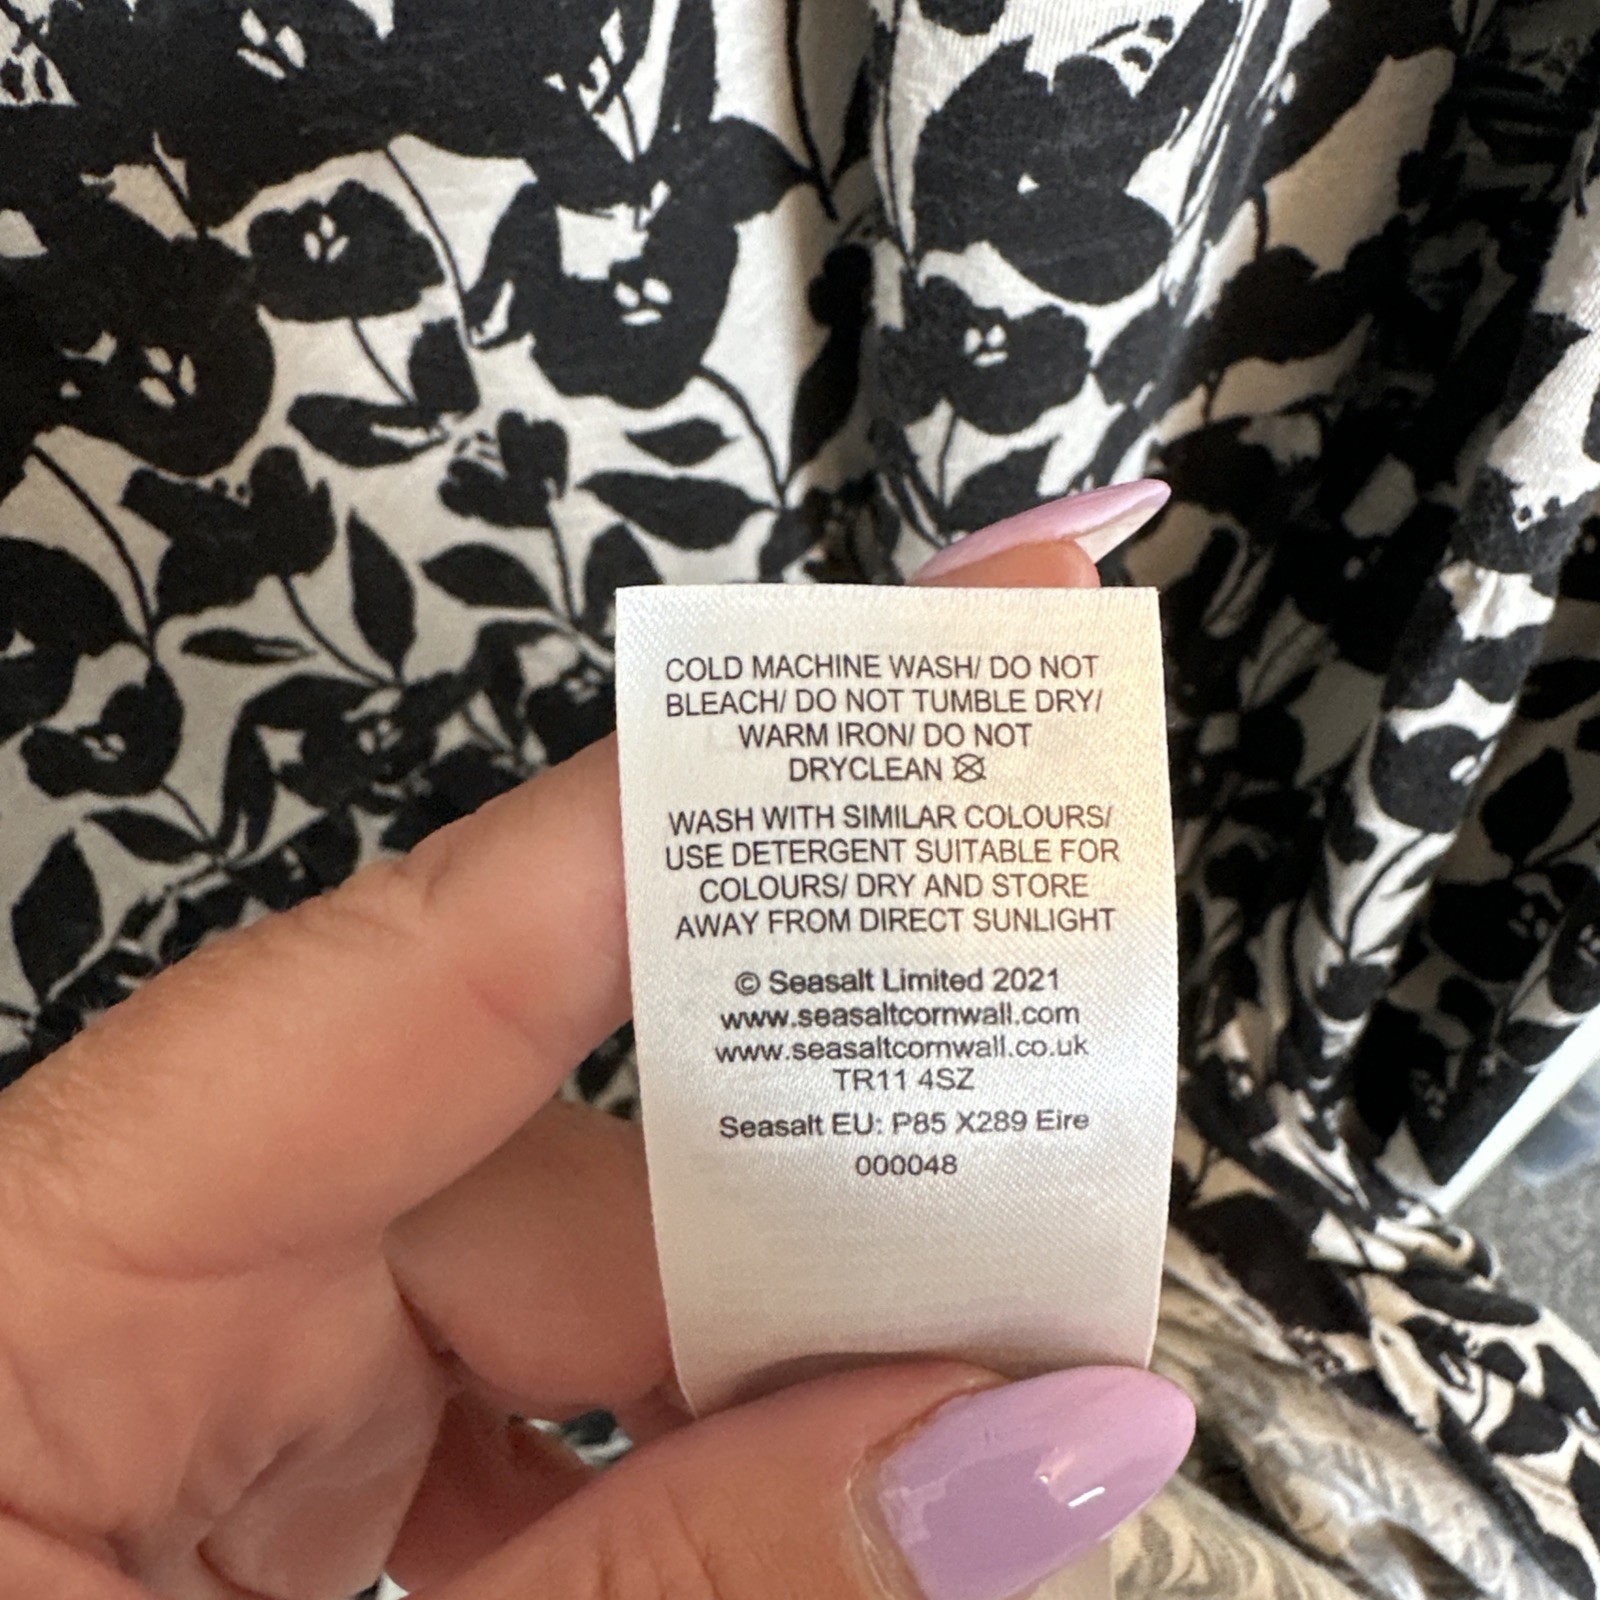 COLD MACHINE WASH/ DO NOT
BLEACH/ DO NOT TUMBLE DRY/
WARM IRON/ DO NOT
DRYCLEAN
WASH WITH SIMILAR COLOURS/
USE DETERGENT SUITABLE FOR
COLOURS/ DRY AND STORE
AWAY FROM DIRECT SUNLIGHT
© Seasalt Limited 2021
www.seasaltcornwall.com
www.seasaltcornwall.co.uk
TR11 4SZ
Seasalt EU: P85 X289 Eire
000048